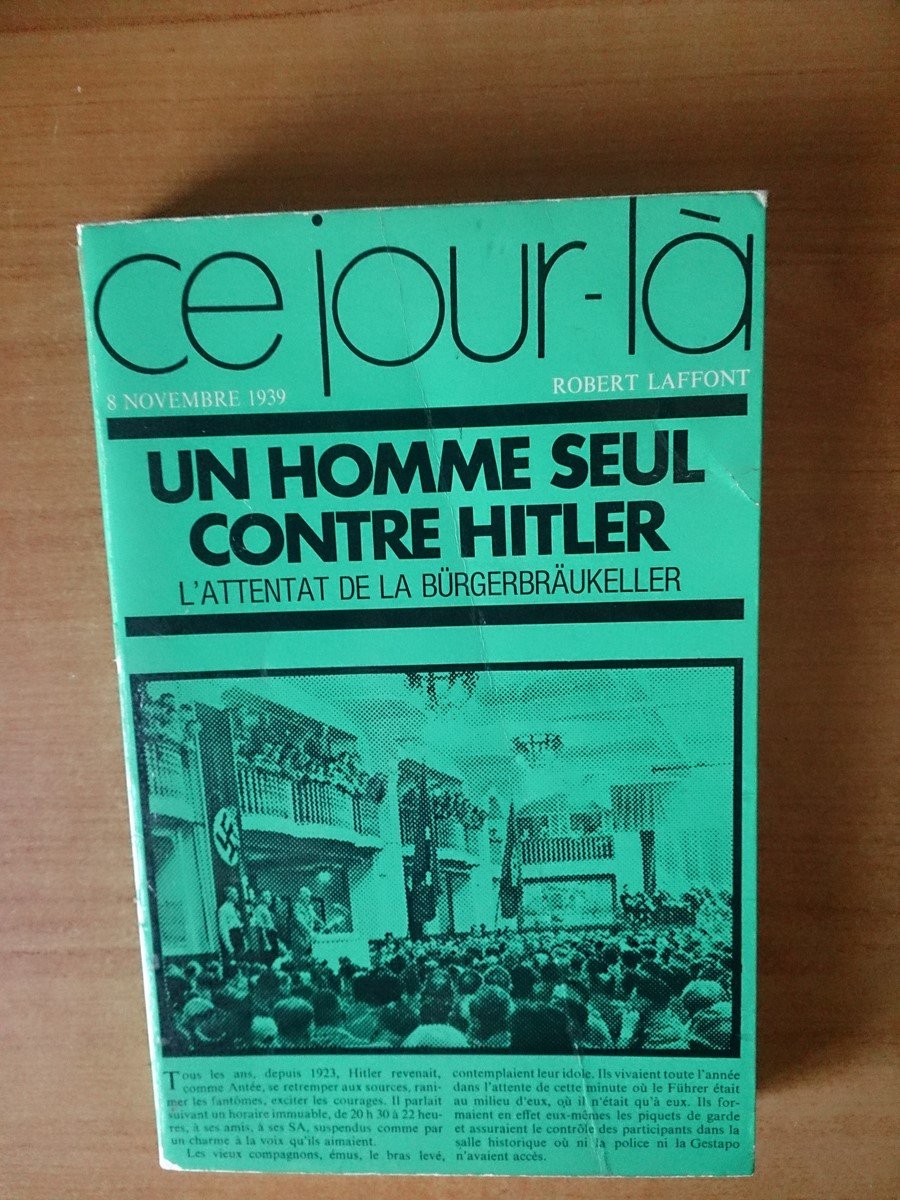 ce jour-là
8 NOVEMBRE 1939
ROBERT LAFFONT
UN HOMME SEUL
CONTRE HITLER
L'ATTENTAT DE LA BÜRGERBRÄUKELLER
Tous les ans, depuis 1923, Hitler revenait,
comme Antée, se retremper aux sources, rani-
mer les fantômes, exciter les courages. Il parlait
suivant un horaire immuable, de 20 h 30 à 22 heu-
res, à ses amis, à ses SA, suspendus comme par
un charme à la voix qu'ils aimaient.
Les vieux compagnons, émus, le bras levé,
contemplaient leur idole. Ils vivaient toute l'année
dans l'attente de cette minute où le Führer était
au milieu d'eux, où il n'était qu'à eux. Ils for-
maient en effet eux-mêmes les piquets de garde
et assuraient le contrôle des participants dans la
salle historique où ni la police ni la Gestapo
n'avaient accès.